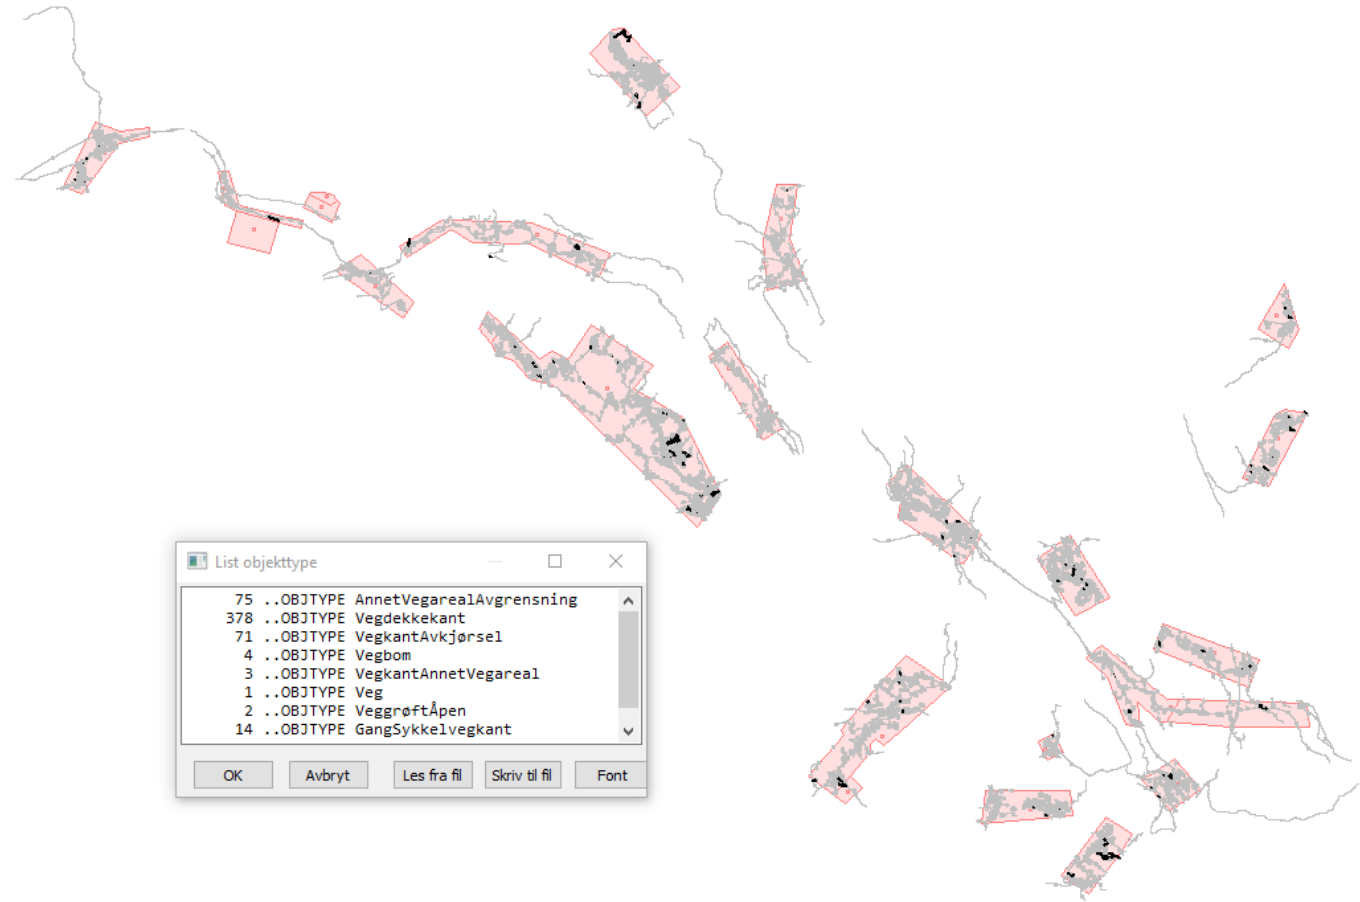 List objekttype
75 ..OBJTYPE AnnetVegarealAvgrensning
378 ..OBJTYPE Vegdekkekant
71 ..OBJTYPE VegkantAvkjørsel
4 ..OBJTYPE Vegbom
3 ..OBJTYPE VegkantAnnetVegareal
1 ..OBJTYPE Veg
2 ..OBJTYPE VeggrøftÅpen
14 ..OBJTYPE GangSykkelvegkant
OK Avbryt Les fra fil Skriv til fil Font